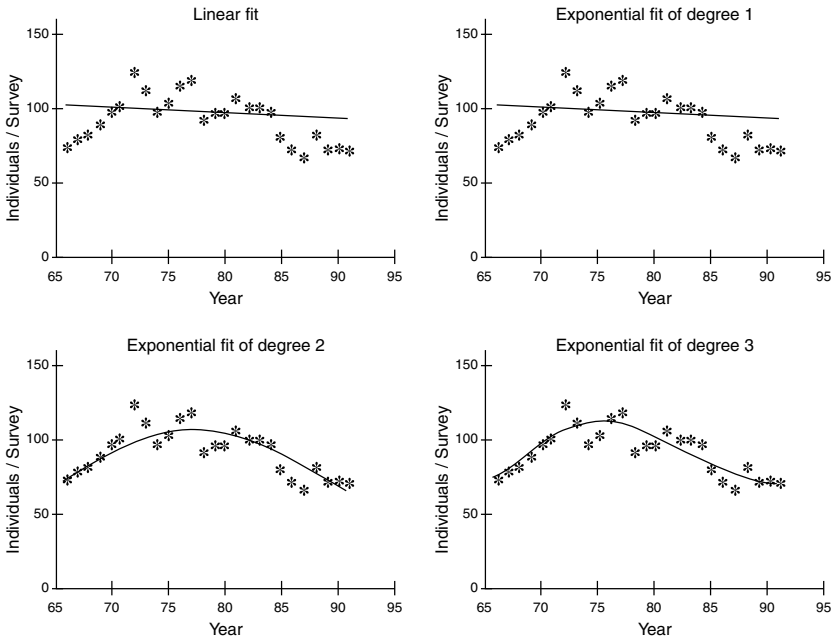 Linear fit
150
100
50
0
Individuals / Survey
65 70 75 80 85 90 95
Year
Exponential fit of degree 1
150
100
50
0
Individuals / Survey
65 70 75 80 85 90 95
Year
Exponential fit of degree 2
150
100
50
0
Individuals / Survey
65 70 75 80 85 90 95
Year
Exponential fit of degree 3
150
100
50
0
Individuals / Survey
65 70 75 80 85 90 95
Year